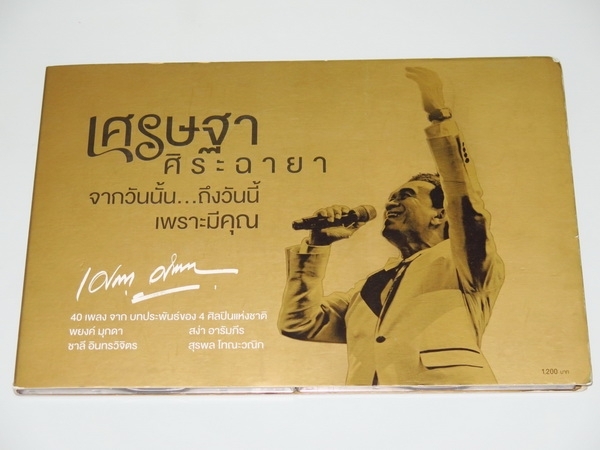 เศรษฐา
ศิระฉายา
จากวันนั้น...ถึงวันนี้
เพราะมีคุณ
40 เพลง จาก บทประพันธ์ของ 4 ศิลปินแห่งชาติ
พยงค์ มุกดา สง่า อารัมภีร
ชาลี อินทรวิจิตร สุรพล โทณะวณิก
1,200 บาท